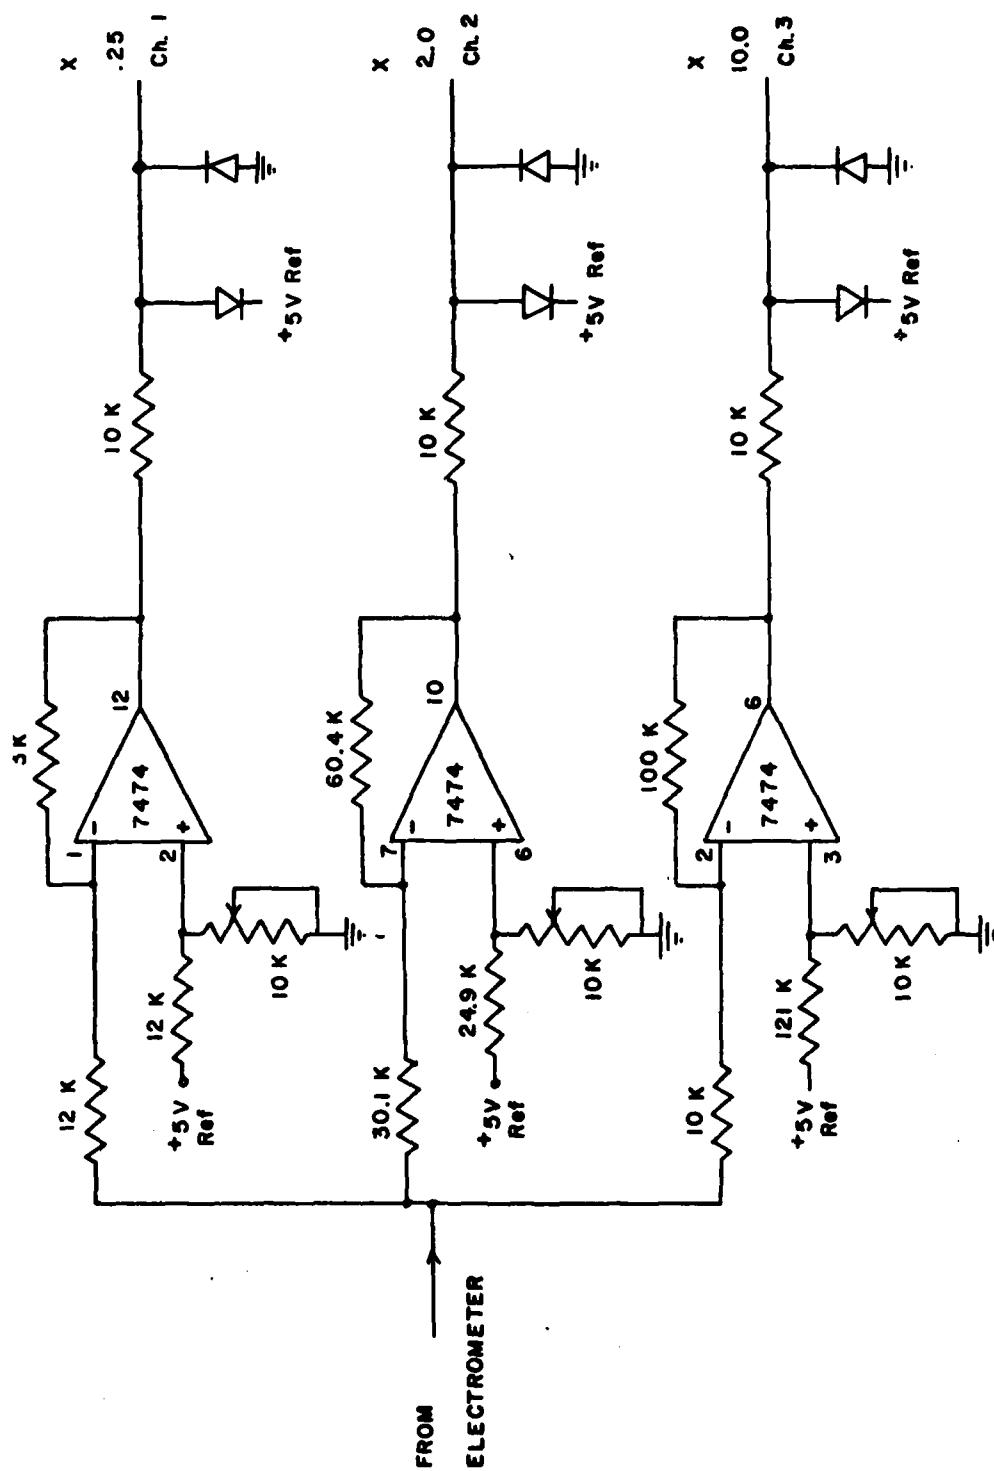 FROM
ELECTROMETER
12 K
3K
1
-
7474
+
2
12
12 K
+5V
Ref
10K
10 K
+5V Ref
X
.25
Ch. 1
30.1 K
60.4 K
7
-
7474
+
6
10
24.9 K
+5V
Ref
10K
10 K
+5V Ref
X
2.0
Ch. 2
10 K
100 K
2
-
7474
+
3
6
121 K
+5V
Ref
10K
10 K
+5V Ref
X
10.0
Ch. 3